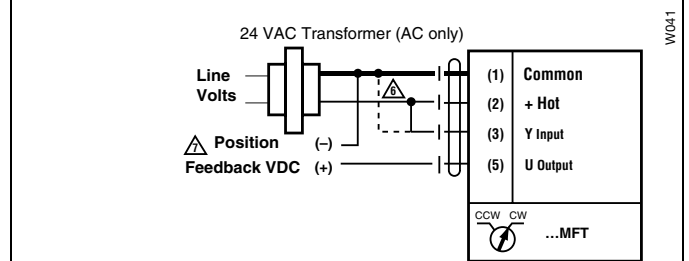 24 VAC Transformer (AC only)
W041
Line
Volts
(1) Common
6
(2) + Hot
(3) Y Input
7 Position (–)
Feedback VDC (+)
(5) U Output
CCW CW
...MFT